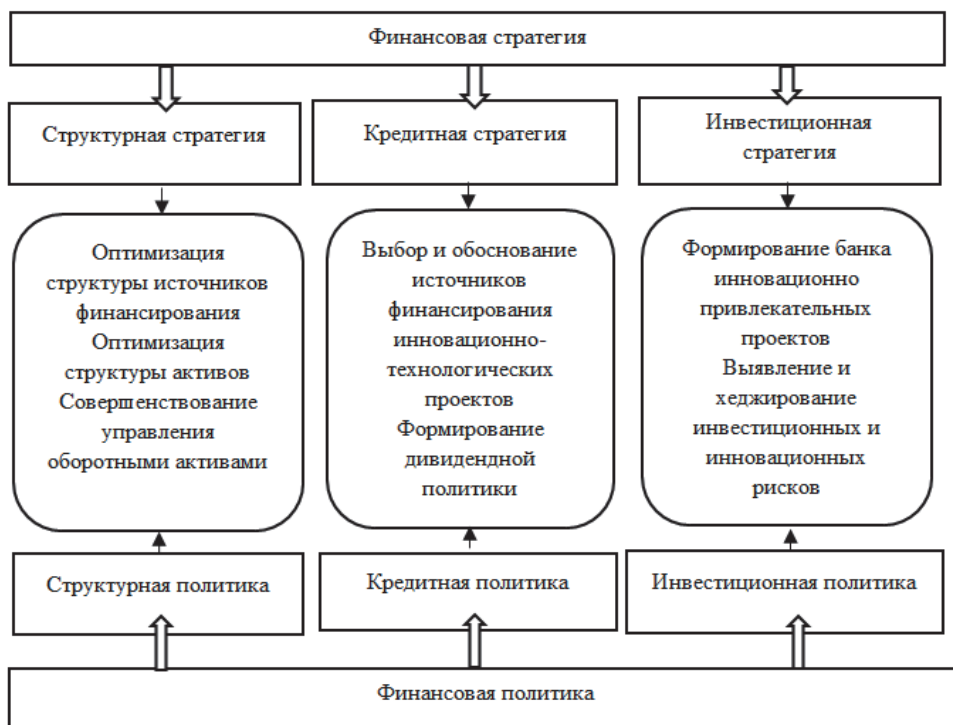 Финансовая стратегия
Структурная стратегия
Кредитная стратегия
Инвестиционная
стратегия
Оптимизация
структуры источников
финансирования
Оптимизация
структуры активов
Совершенствование
управления
оборотными активами
Выбор и обоснование
источников
финансирования
инновационно-
технологических
проектов
Формирование
дивидендной
политики
Формирование банка
инновационно
привлекательных
проектов
Выявление и
хеджирование
инвестиционных и
инновационных
рисков
Структурная политика
Кредитная политика
Инвестиционная политика
Финансовая политика